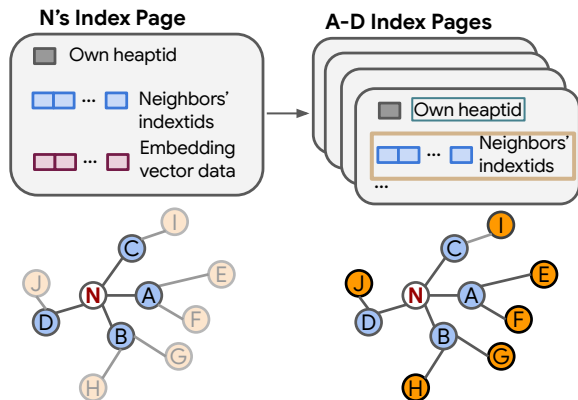 N's Index Page
Own heaptid
...
Neighbors'
indextids
...
Embedding
vector data
A-D Index Pages
Own heaptid
...
Neighbors'
indextids
...
I
C
E
J
N
A
D
F
B
G
H
I
C
E
J
N
A
D
F
B
G
H